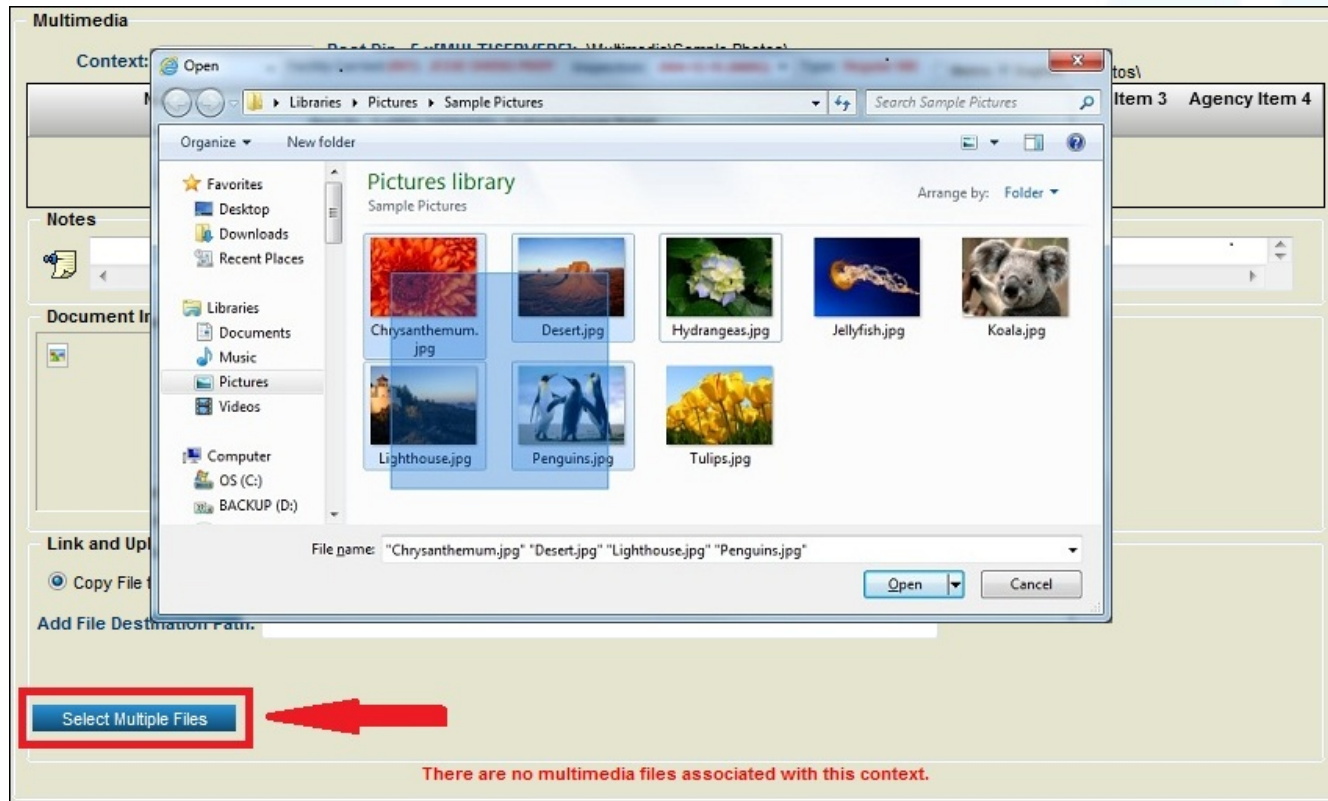 Multimedia
Context:
\Multimedia\Sample Photos\
tos\
Open
Libraries Pictures Sample Pictures
Search Sample Pictures
Item 3 Agency Item 4
Organize New folder
Favorites
Desktop
Downloads
Recent Places
Libraries
Documents
Music
Pictures
Videos
Computer
OS (C:)
BACKUP (D:)
Pictures library
Sample Pictures
Arrange by: Folder
Chrysanthemum.
jpg
Desert.jpg
Hydrangeas.jpg
Jellyfish.jpg
Koala.jpg
Lighthouse.jpg
Penguins.jpg
Tulips.jpg
File name: "Chrysanthemum.jpg" "Desert.jpg" "Lighthouse.jpg" "Penguins.jpg"
Open Cancel
Notes
Document In
Link and Upl
Copy File t
Add File Destination Path:
Select Multiple Files
There are no multimedia files associated with this context.